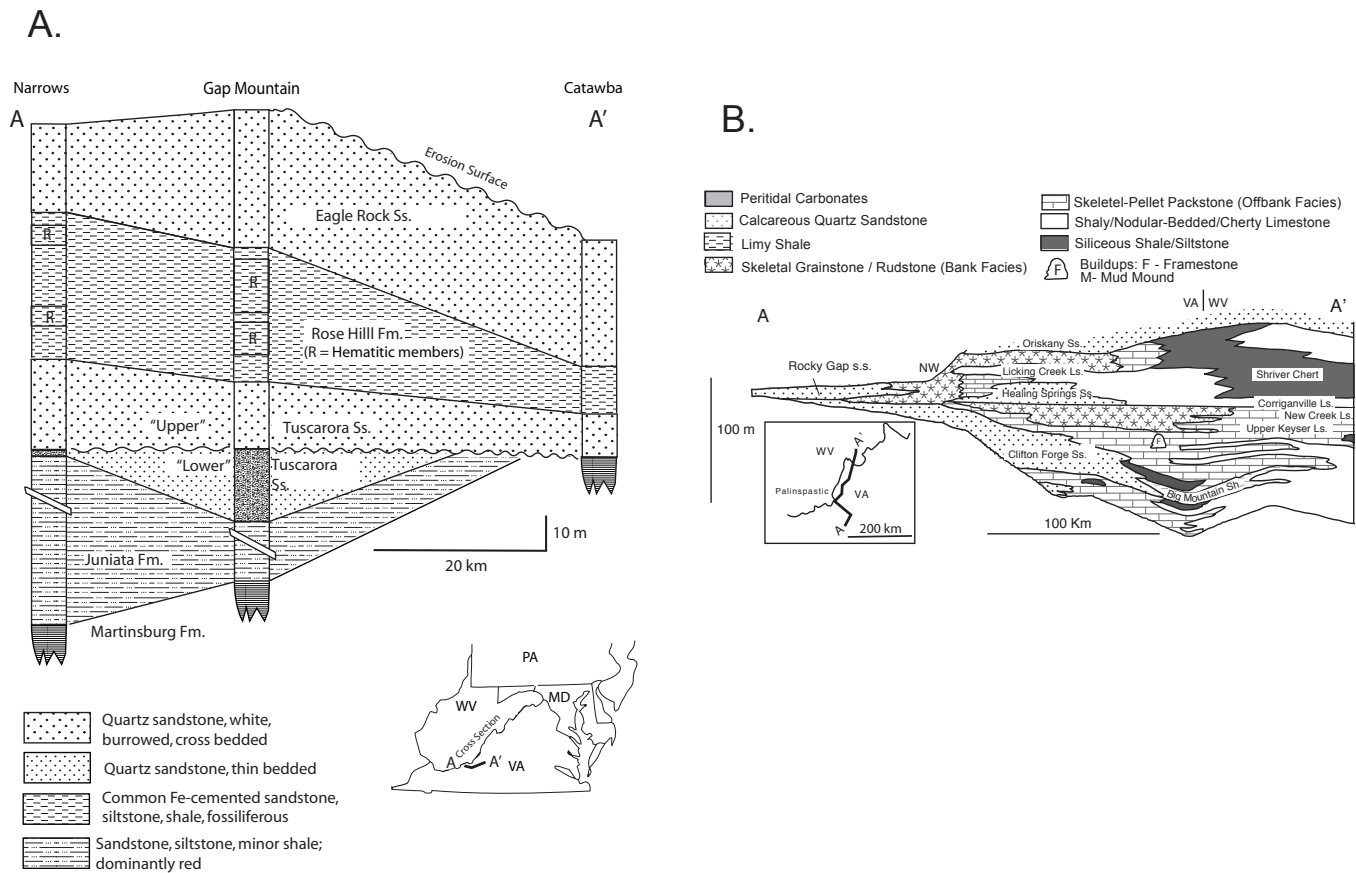 A.
Narrows
Gap Mountain
Catawba
A
A’
Erosion Surface
Eagle Rock Ss.
R
R
R
R
Rose Hilll Fm.
(R = Hematitic members)
“Upper”
Tuscarora Ss.
“Lower”
Tuscarora
Ss.
Juniata Fm.
Martinsburg Fm.
10 m
20 km
Quartz sandstone, white,
burrowed, cross bedded
Quartz sandstone, thin bedded
Common Fe-cemented sandstone,
siltstone, shale, fossiliferous
Sandstone, siltstone, minor shale;
dominantly red
PA
WV
MD
Cross Section
A
A’
VA
B.
Peritidal Carbonates
Calcareous Quartz Sandstone
Limy Shale
Skeletal Grainstone / Rudstone (Bank Facies)
Skeletel-Pellet Packstone (Offbank Facies)
Shaly/Nodular-Bedded/Cherty Limestone
Siliceous Shale/Siltstone
F
Buildups: F - Framestone
M- Mud Mound
VA | WV
A
A’
NW
Rocky Gap s.s.
Oriskany Ss.
Licking Creek Ls.
Healing Springs Ss
Shriver Chert
Corriganville Ls.
New Creek Ls.
Upper Keyser Ls.
F
Clifton Forge Ss.
Big Mountain Sh.
100 m
100 Km
WV
A'
Palinspastic
VA
A
200 km